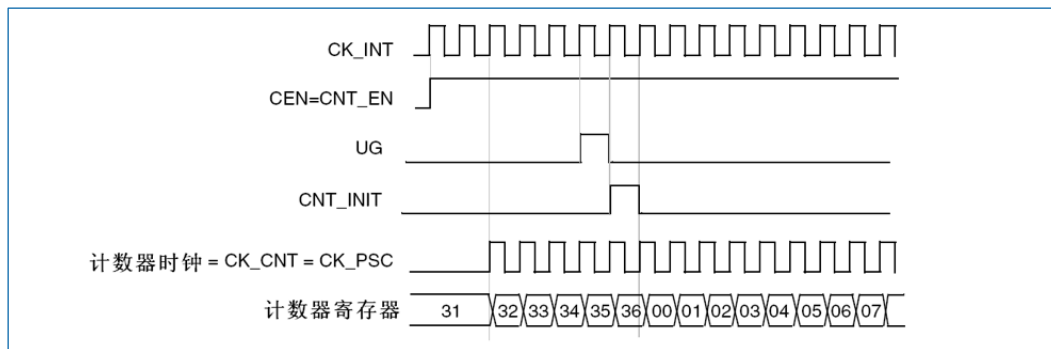 CK_INT
CEN=CNT_EN
UG
CNT_INIT
计数器时钟 = CK_CNT = CK_PSC
计数器寄存器 31 32 33 34 35 36 00 01 02 03 04 05 06 07